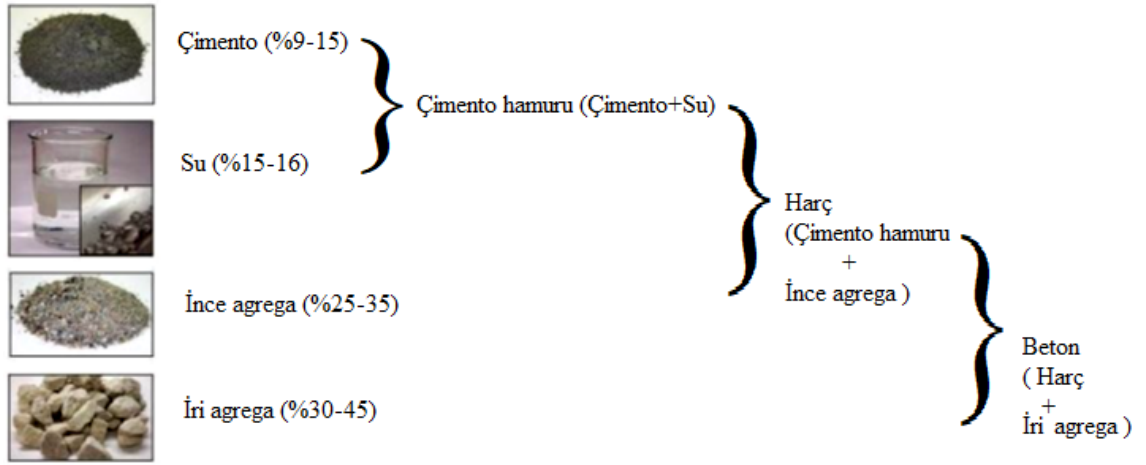 Çimento (%9-15)
Çimento hamuru (Çimento+Su)
Su (%15-16)
Harç
(Çimento hamuru
+
İnce agrega )
İnce agrega (%25-35)
Beton
( Harç
+
İri agrega )
İri agrega (%30-45)